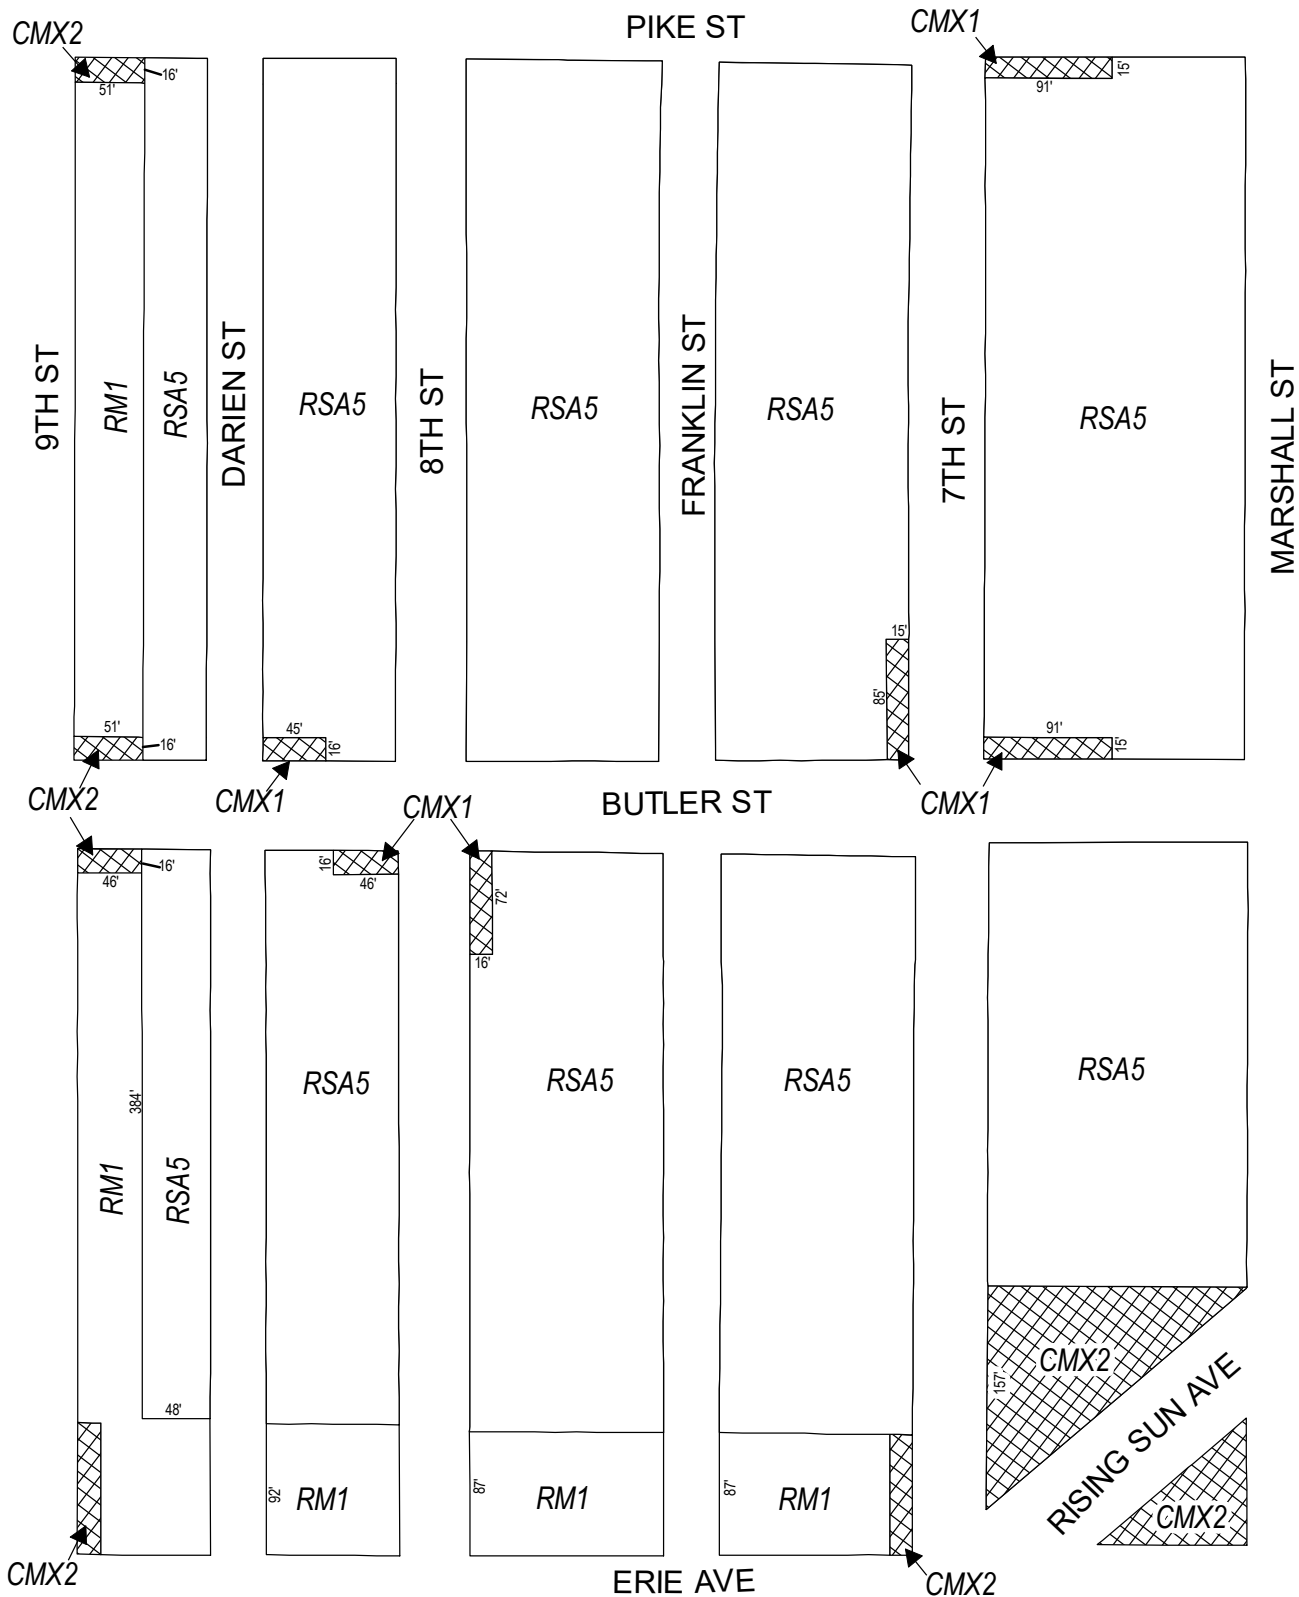 PIKE ST
CMX2
16'
51'
CMX1
15'
91'
9TH ST
RM1
RSA5
DARIEN ST
RSA5
8TH ST
RSA5
FRANKLIN ST
RSA5
7TH ST
RSA5
MARSHALL ST
51'
16'
45'
16'
15'
85'
91'
15'
CMX2
CMX1
CMX1
BUTLER ST
CMX1
16'
46'
16'
46'
72'
16'
384'
RM1
RSA5
RSA5
RSA5
RSA5
RSA5
48'
CMX2
157'
RISING SUN AVE
CMX2
92'
RM1
87'
RM1
87'
RM1
CMX2
ERIE AVE
CMX2